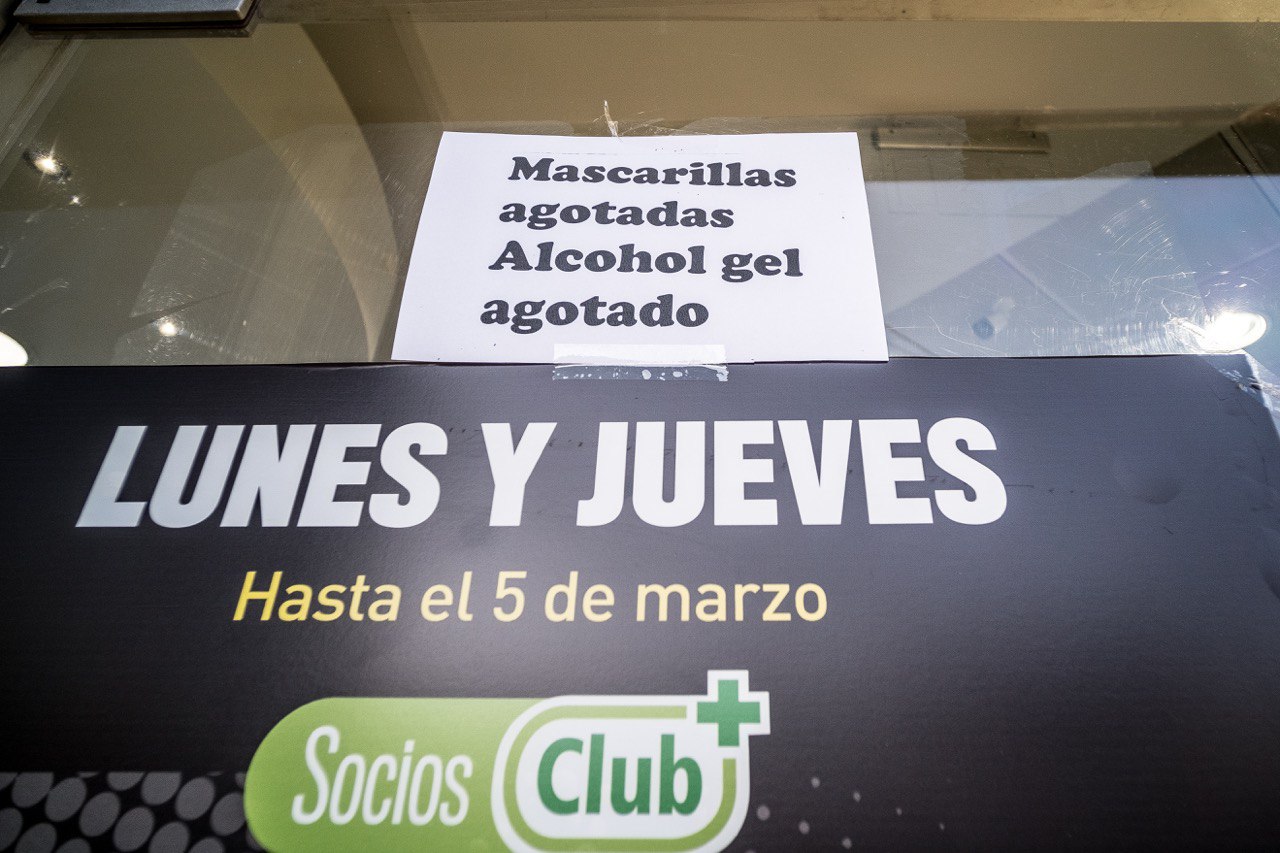 Mascarillas
agotadas
Alcohol gel
agotado
LUNES Y JUEVES
Hasta el 5 de marzo
Socios Club